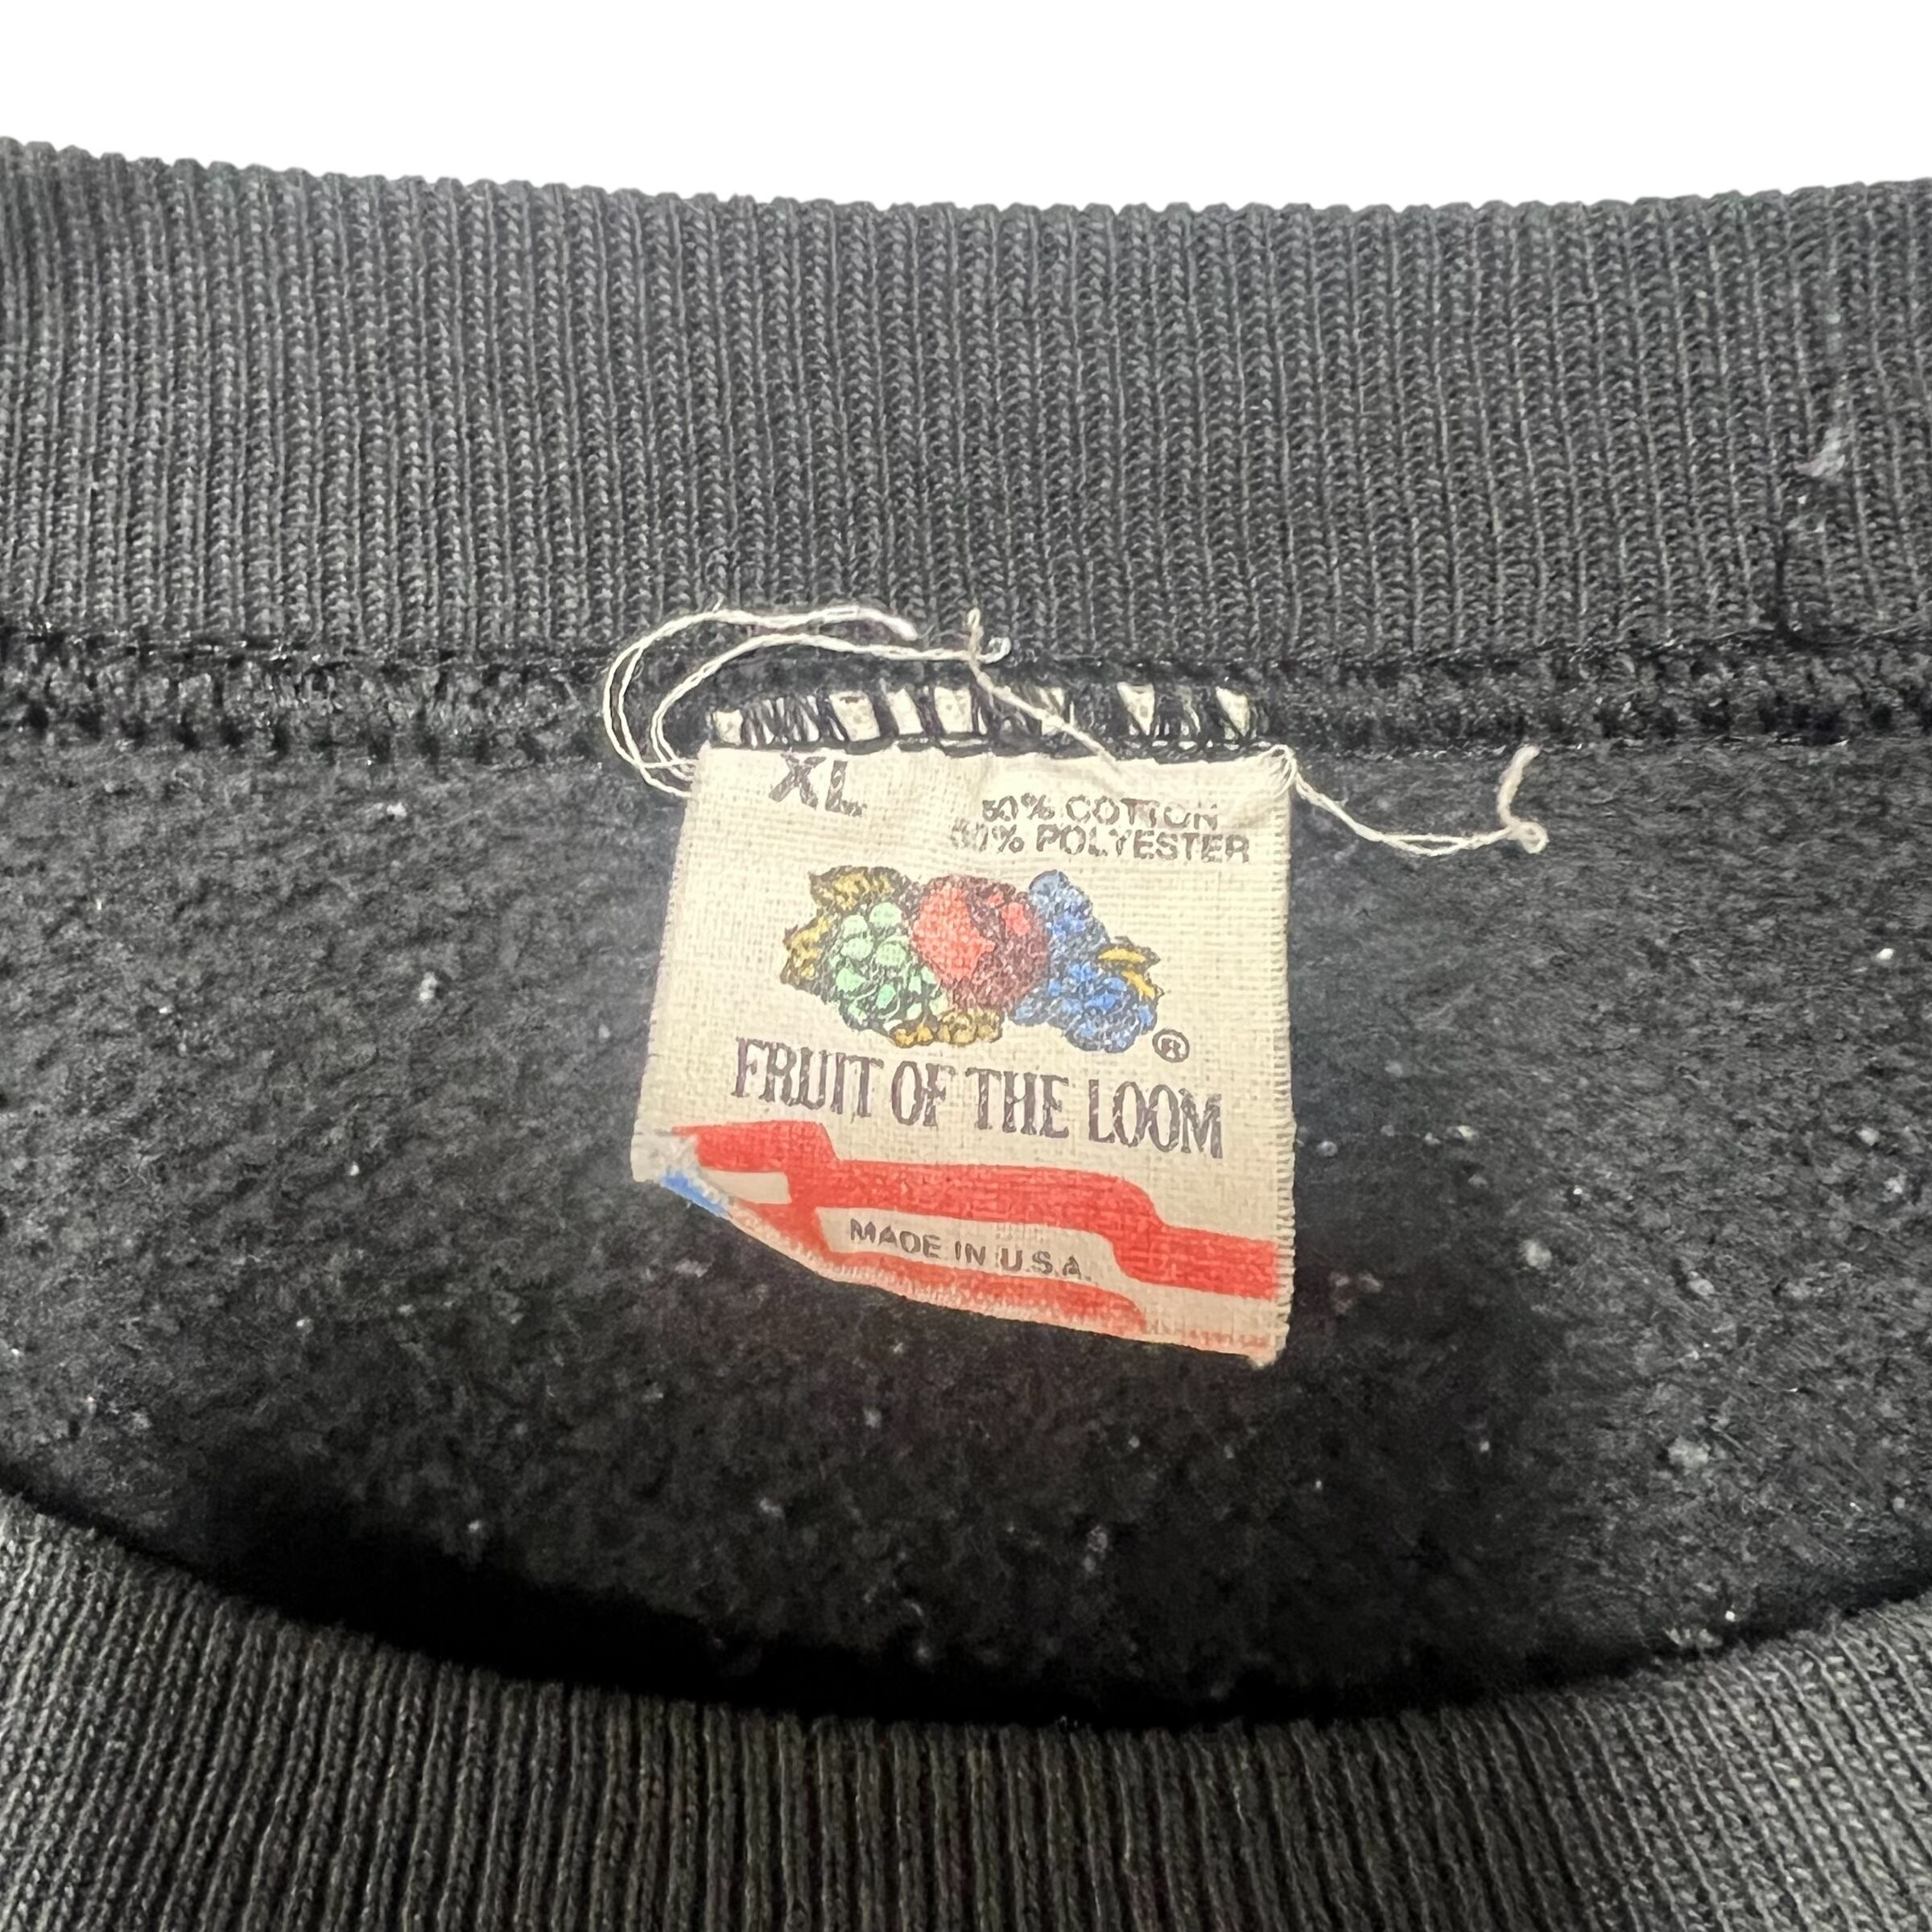 XL
50% COTTON
50% POLYESTER
®
FRUIT OF THE LOOM
MADE IN U.S.A.